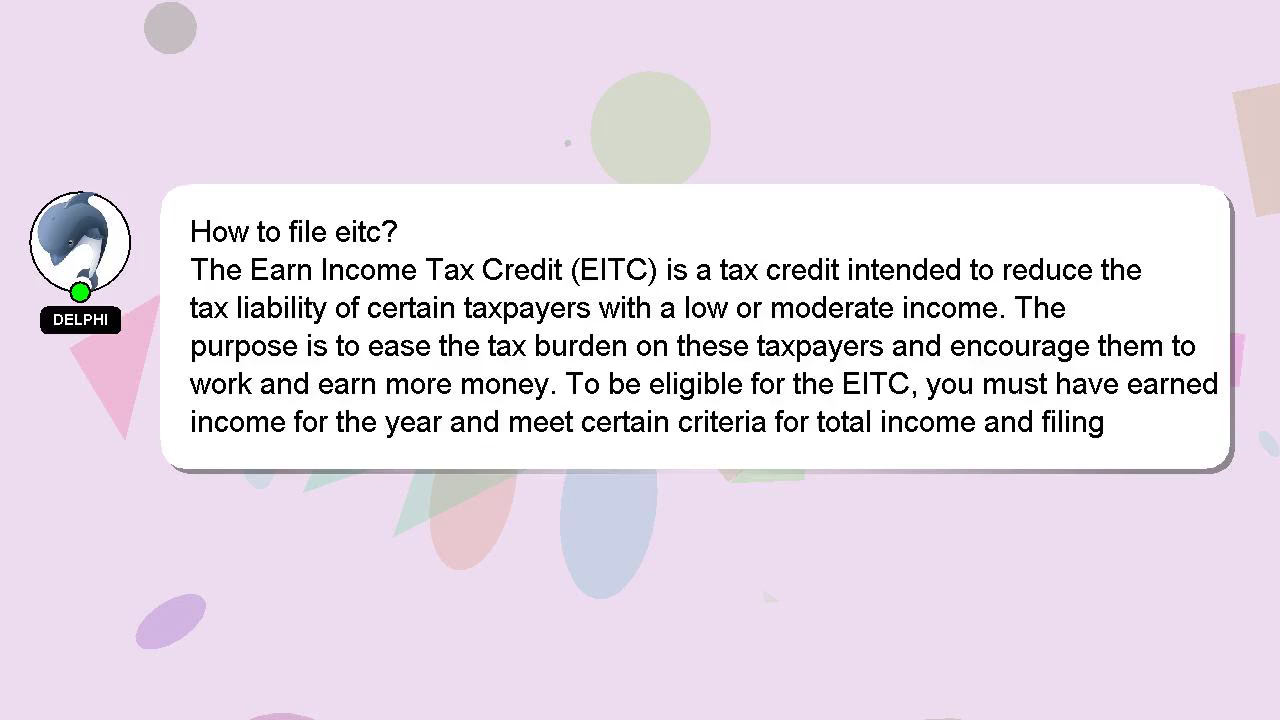 How to file eitc?
The Earn Income Tax Credit (EITC) is a tax credit intended to reduce the
tax liability of certain taxpayers with a low or moderate income. The
purpose is to ease the tax burden on these taxpayers and encourage them to
work and earn more money. To be eligible for the EITC, you must have earned
income for the year and meet certain criteria for total income and filing
DELPHI